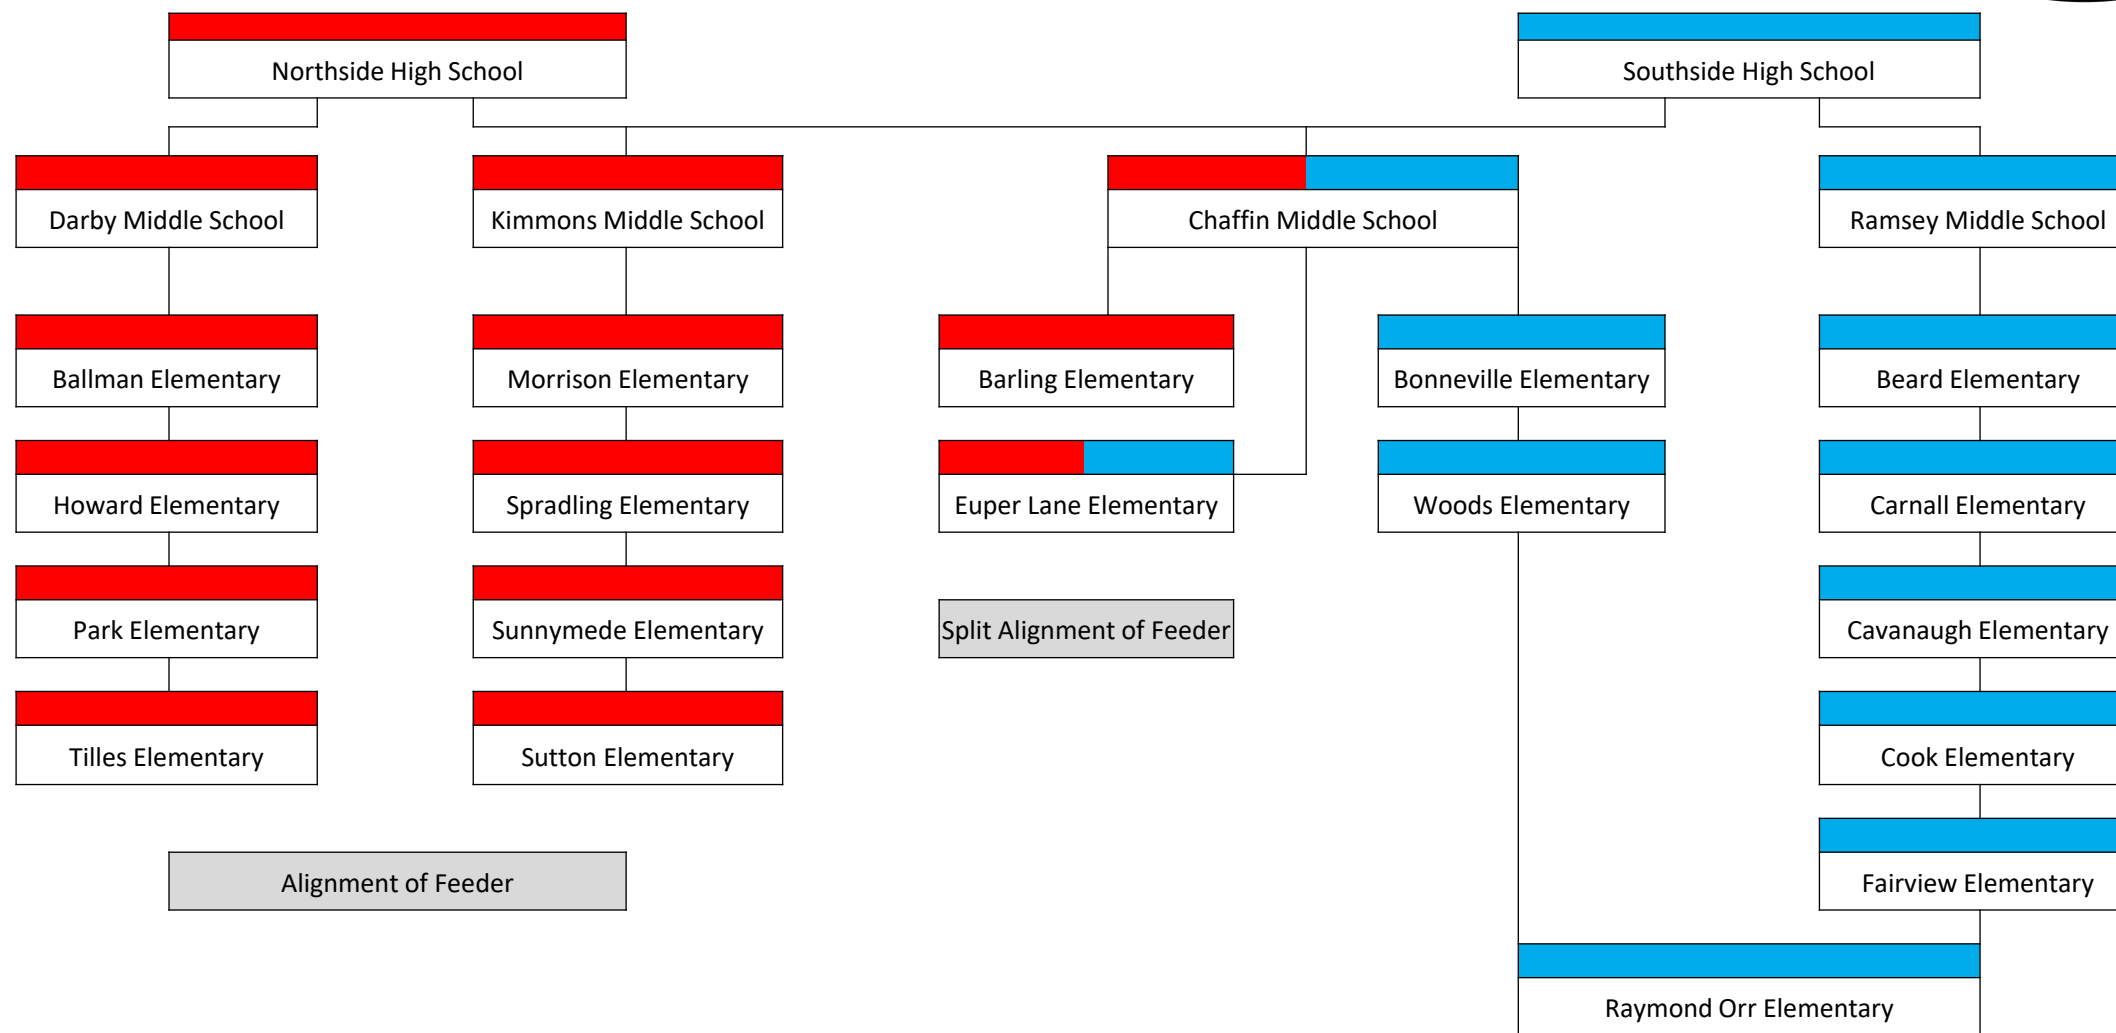 Northside High School
Southside High School
Darby Middle School
Kimmons Middle School
Chaffin Middle School
Ramsey Middle School
Ballman Elementary
Morrison Elementary
Barling Elementary
Bonneville Elementary
Beard Elementary
Howard Elementary
Spradling Elementary
Euper Lane Elementary
Woods Elementary
Carnall Elementary
Park Elementary
Sunnymede Elementary
Split Alignment of Feeder
Cavanaugh Elementary
Tilles Elementary
Sutton Elementary
Cook Elementary
Alignment of Feeder
Fairview Elementary
Raymond Orr Elementary